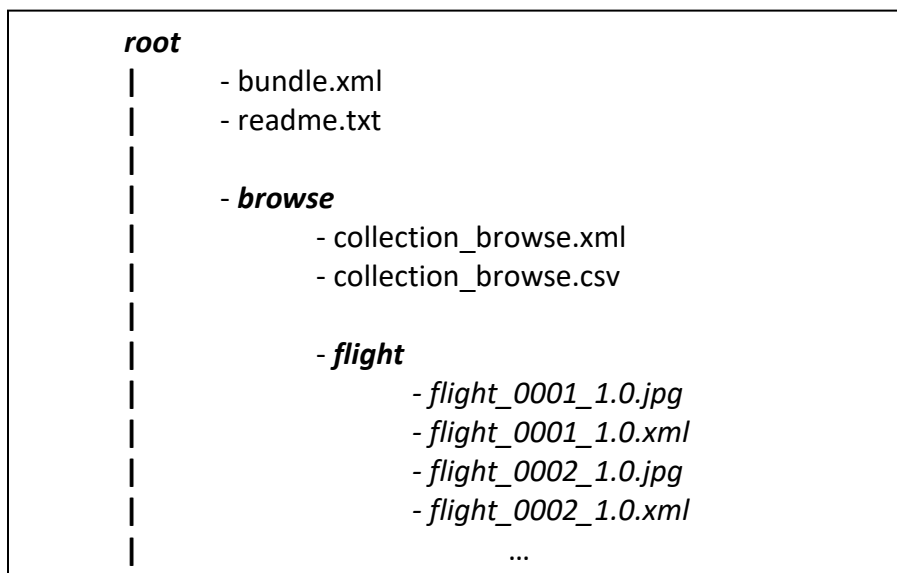 root
| - bundle.xml
| - readme.txt
|
| - browse
| - collection_browse.xml
| - collection_browse.csv
|
| - flight
| - flight_0001_1.0.jpg
| - flight_0001_1.0.xml
| - flight_0002_1.0.jpg
| - flight_0002_1.0.xml
| ...